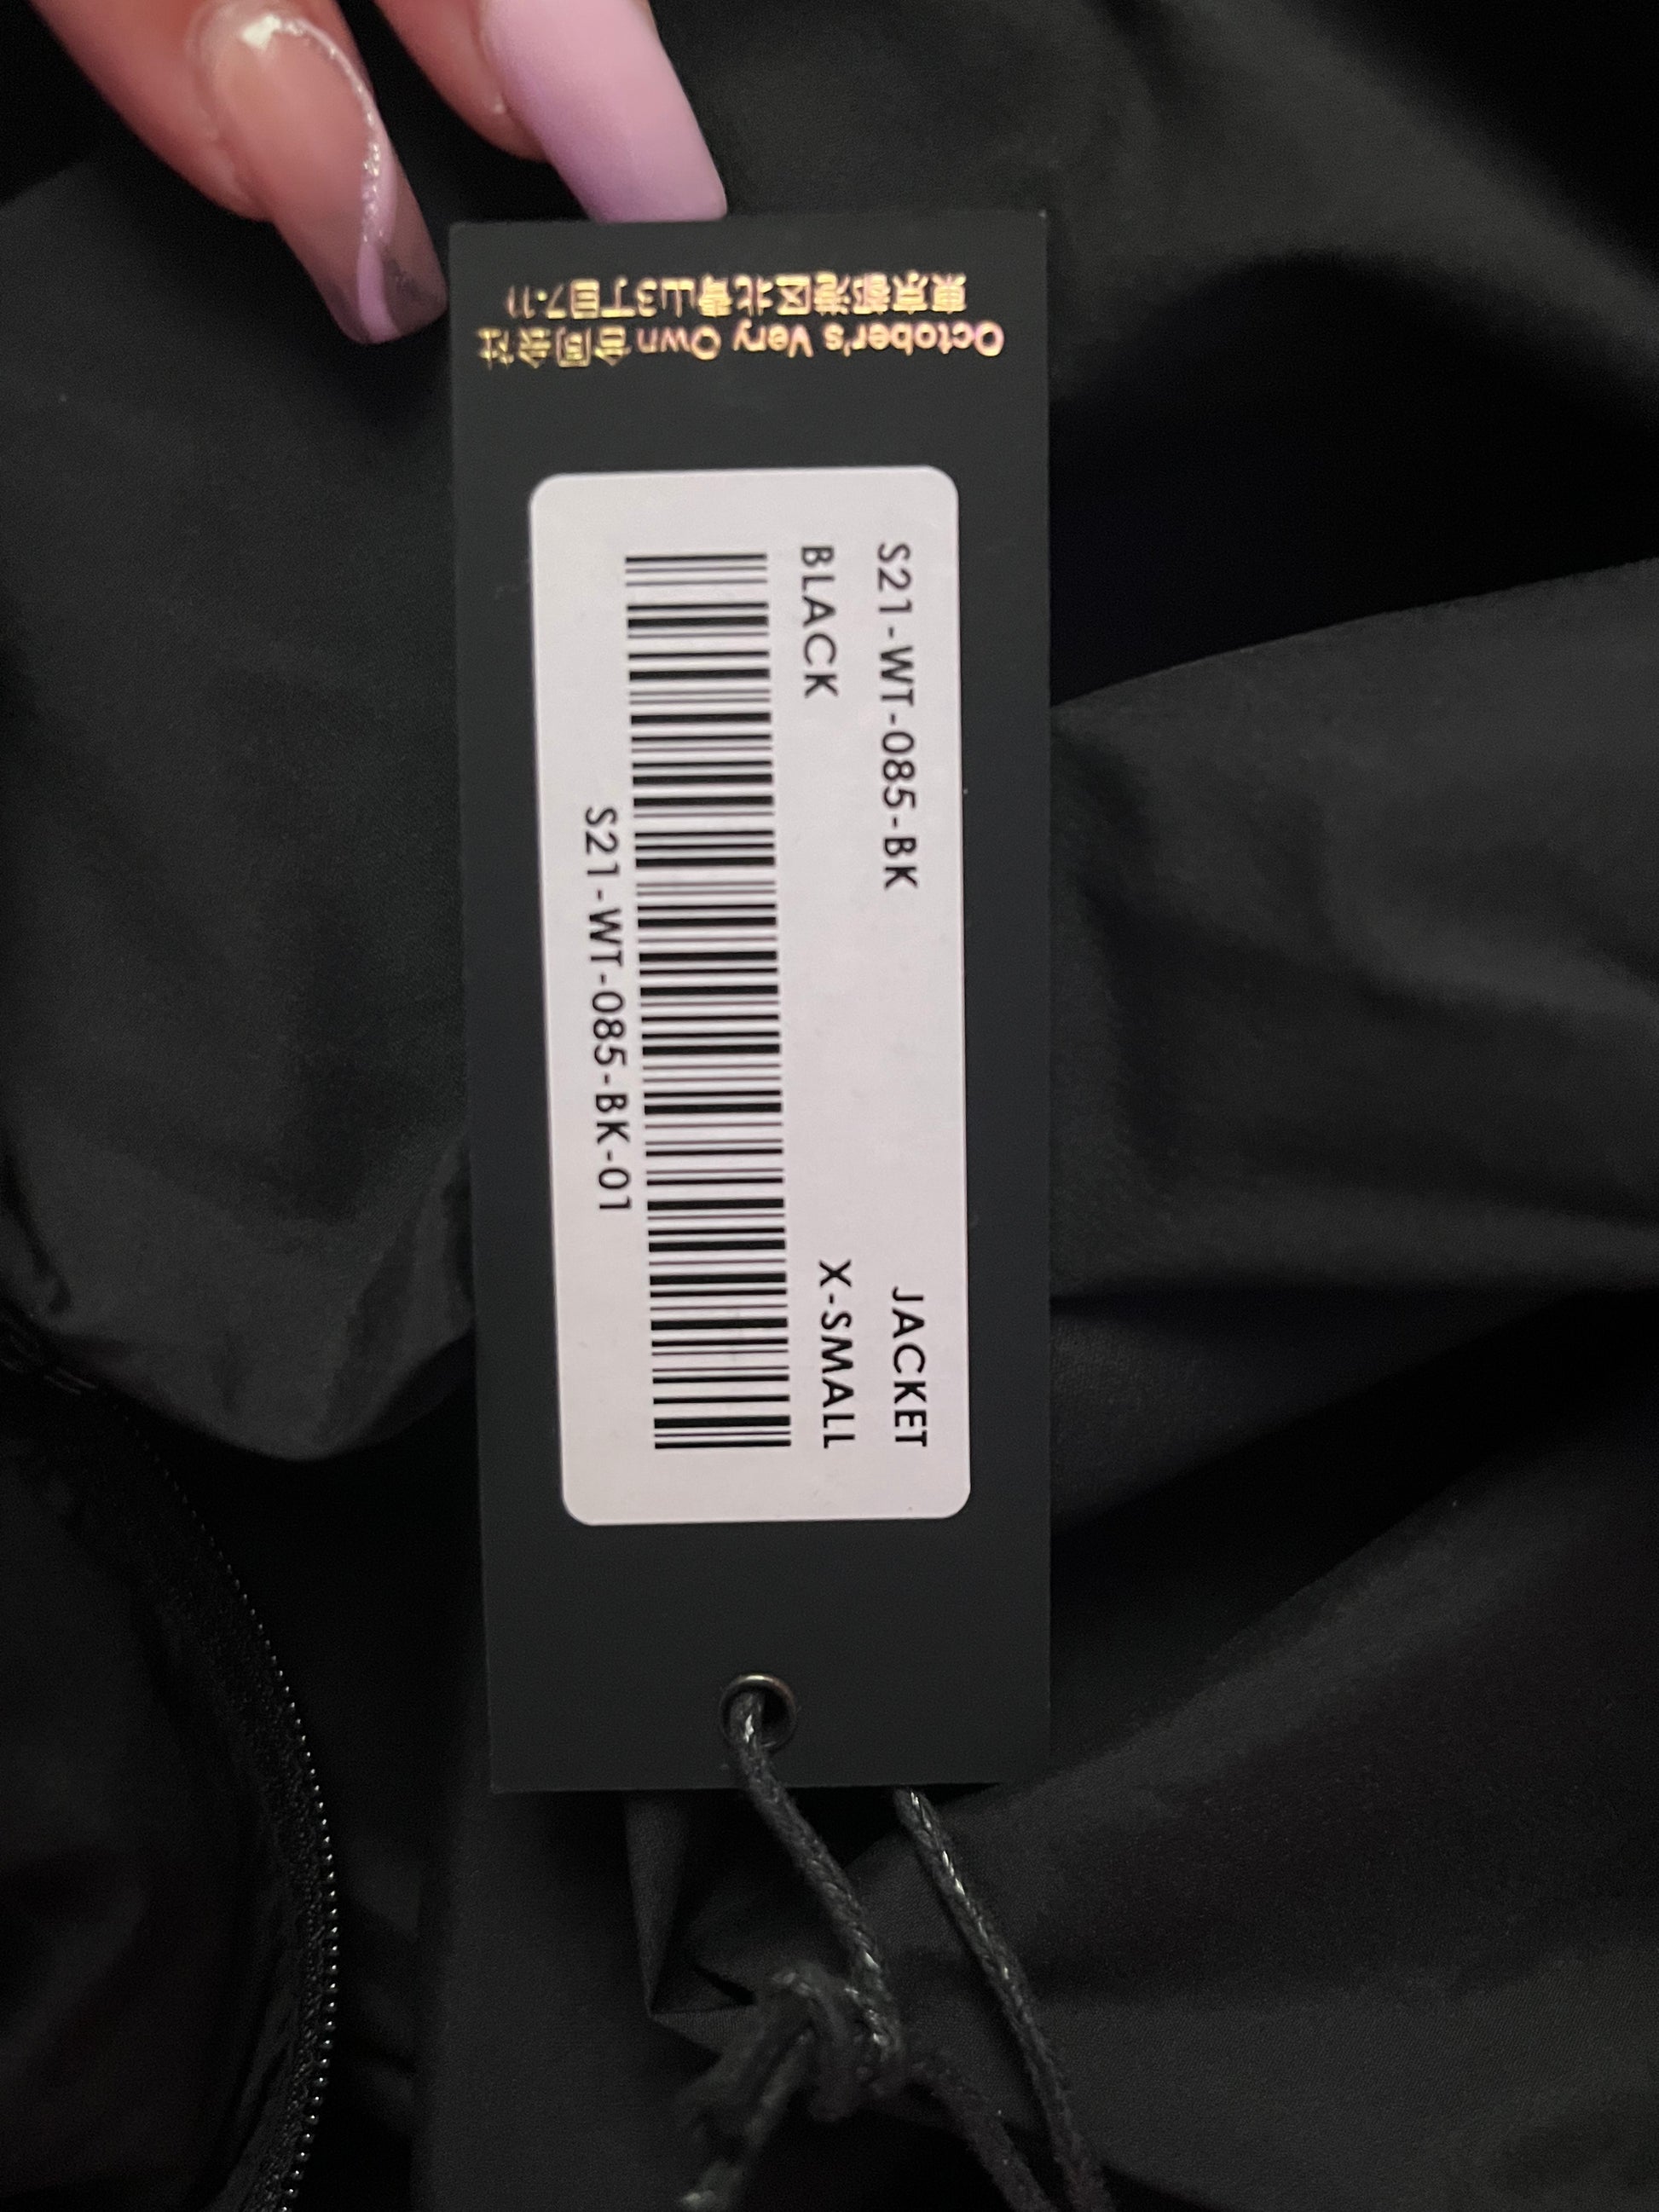 October's Very Own 合同会社
東京都港区北青山3丁目7-11
S21-WT-085-BK
JACKET
BLACK
X-SMALL
S21-WT-085-BK-01